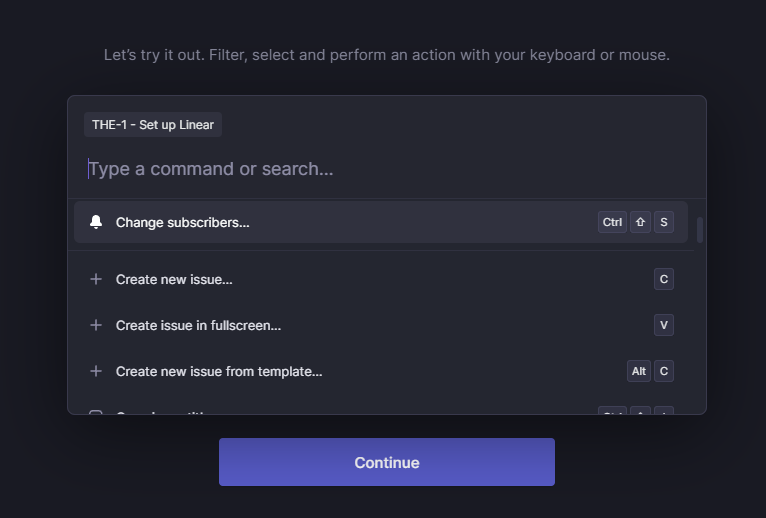 Let’s try it out. Filter, select and perform an action with your keyboard or mouse.
THE-1 - Set up Linear
Type a command or search...
Change subscribers... Ctrl ⇧ S
Create new issue... C
Create issue in fullscreen... V
Create new issue from template... Alt C
Continue